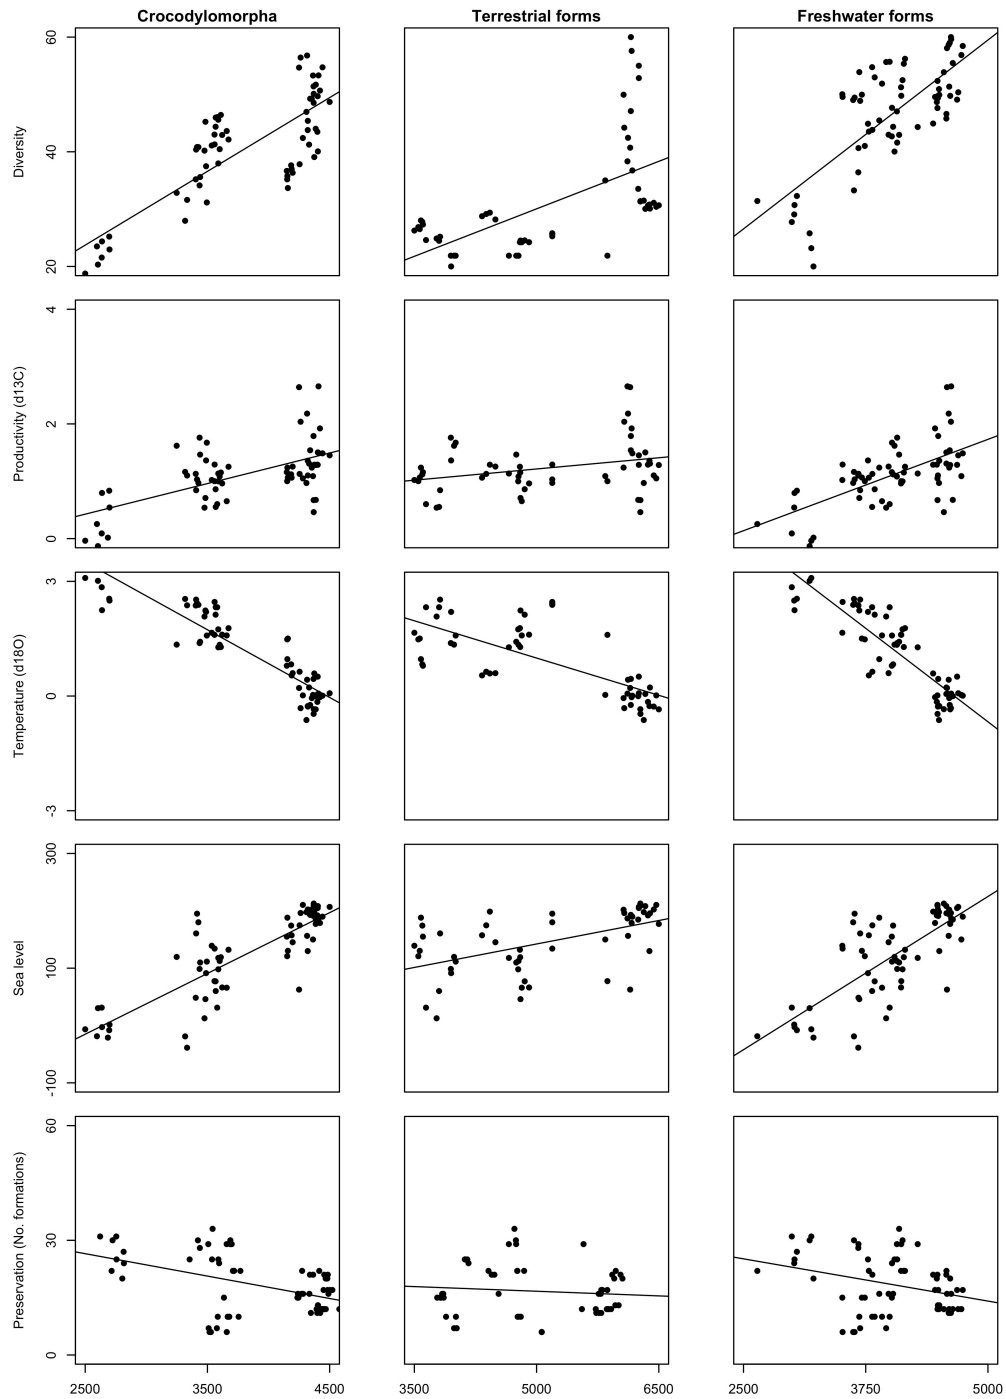 Crocodylomorpha Terrestrial forms Freshwater forms
Diversity
60
40
20
Productivity (d13C)
4
2
0
Temperature (d18O)
3
0
-3
Sea level
300
100
-100
Preservation (No. formations)
60
30
0
2500 3500 4500 3500 5000 6500 2500 3750 5000